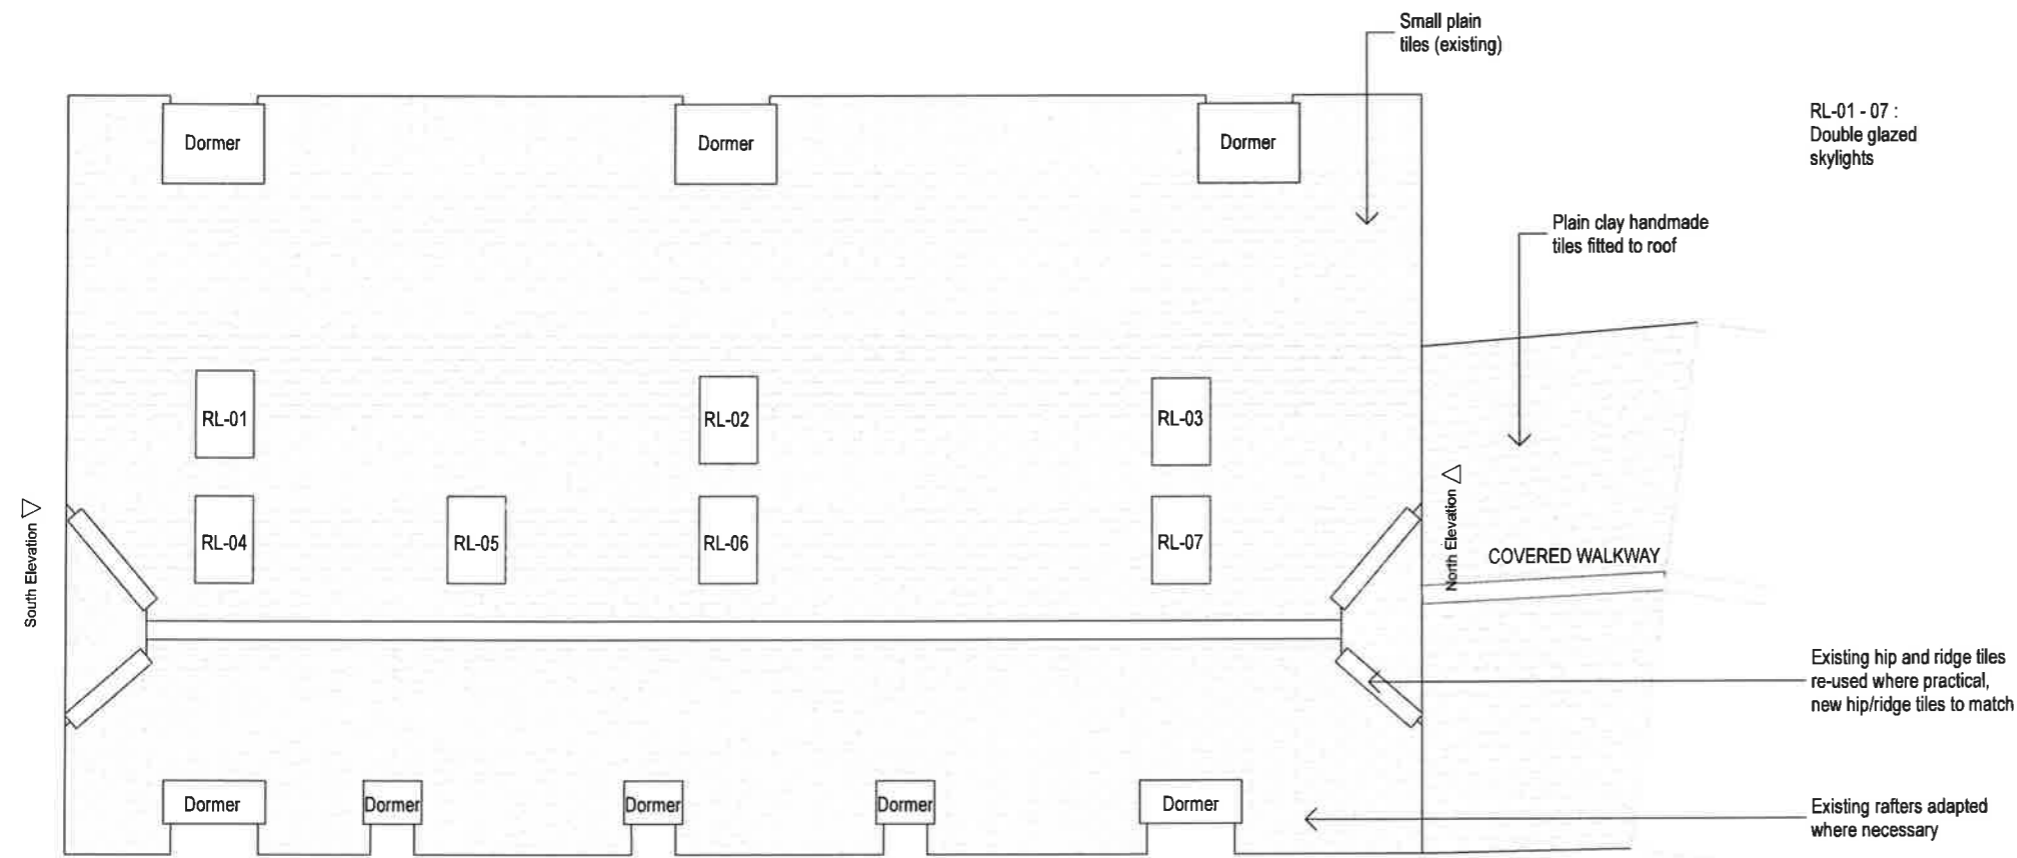 Small plain
tiles (existing)
RL-01 - 07 :
Double glazed
skylights
Dormer
Dormer
Dormer
Plain clay handmade
tiles fitted to roof
RL-01
RL-02
RL-03
South Elevation
RL-04
RL-05
RL-06
RL-07
North Elevation
COVERED WALKWAY
Existing hip and ridge tiles
re-used where practical,
new hip/ridge tiles to match
Dormer
Dormer
Dormer
Dormer
Dormer
Existing rafters adapted
where necessary